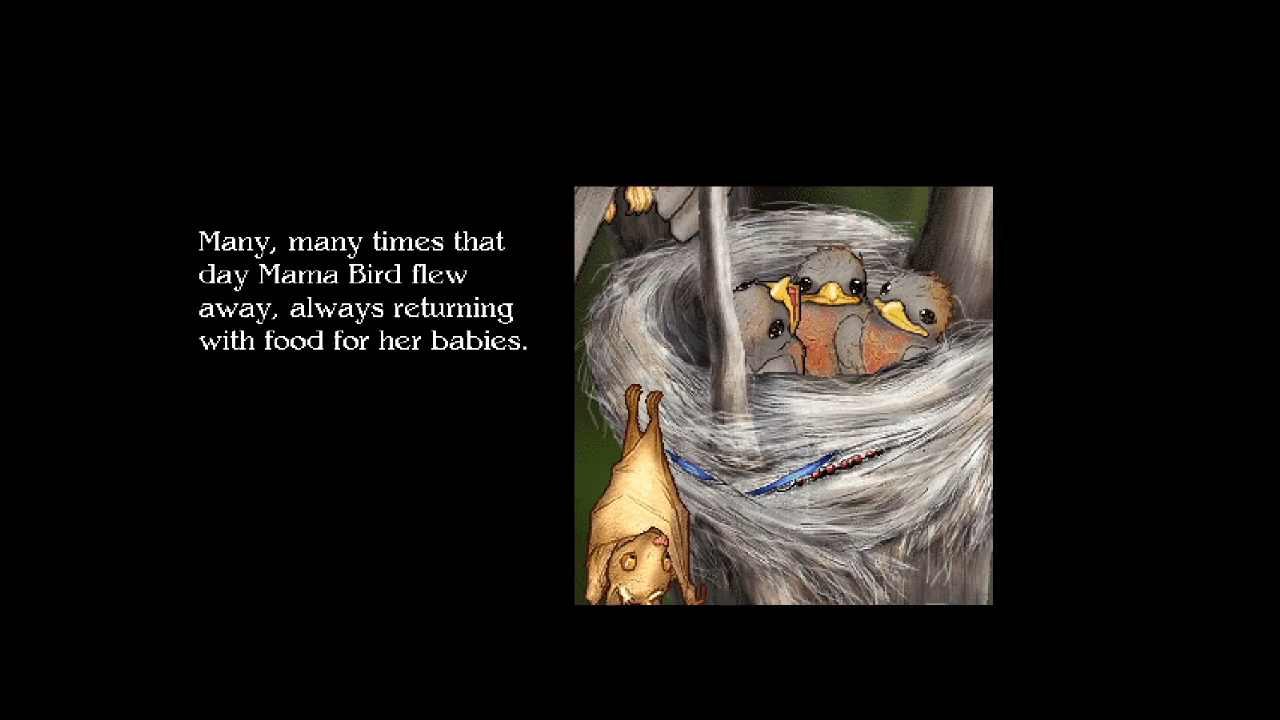 Many, many times that
day Mama Bird flew
away, always returning
with food for her babies.